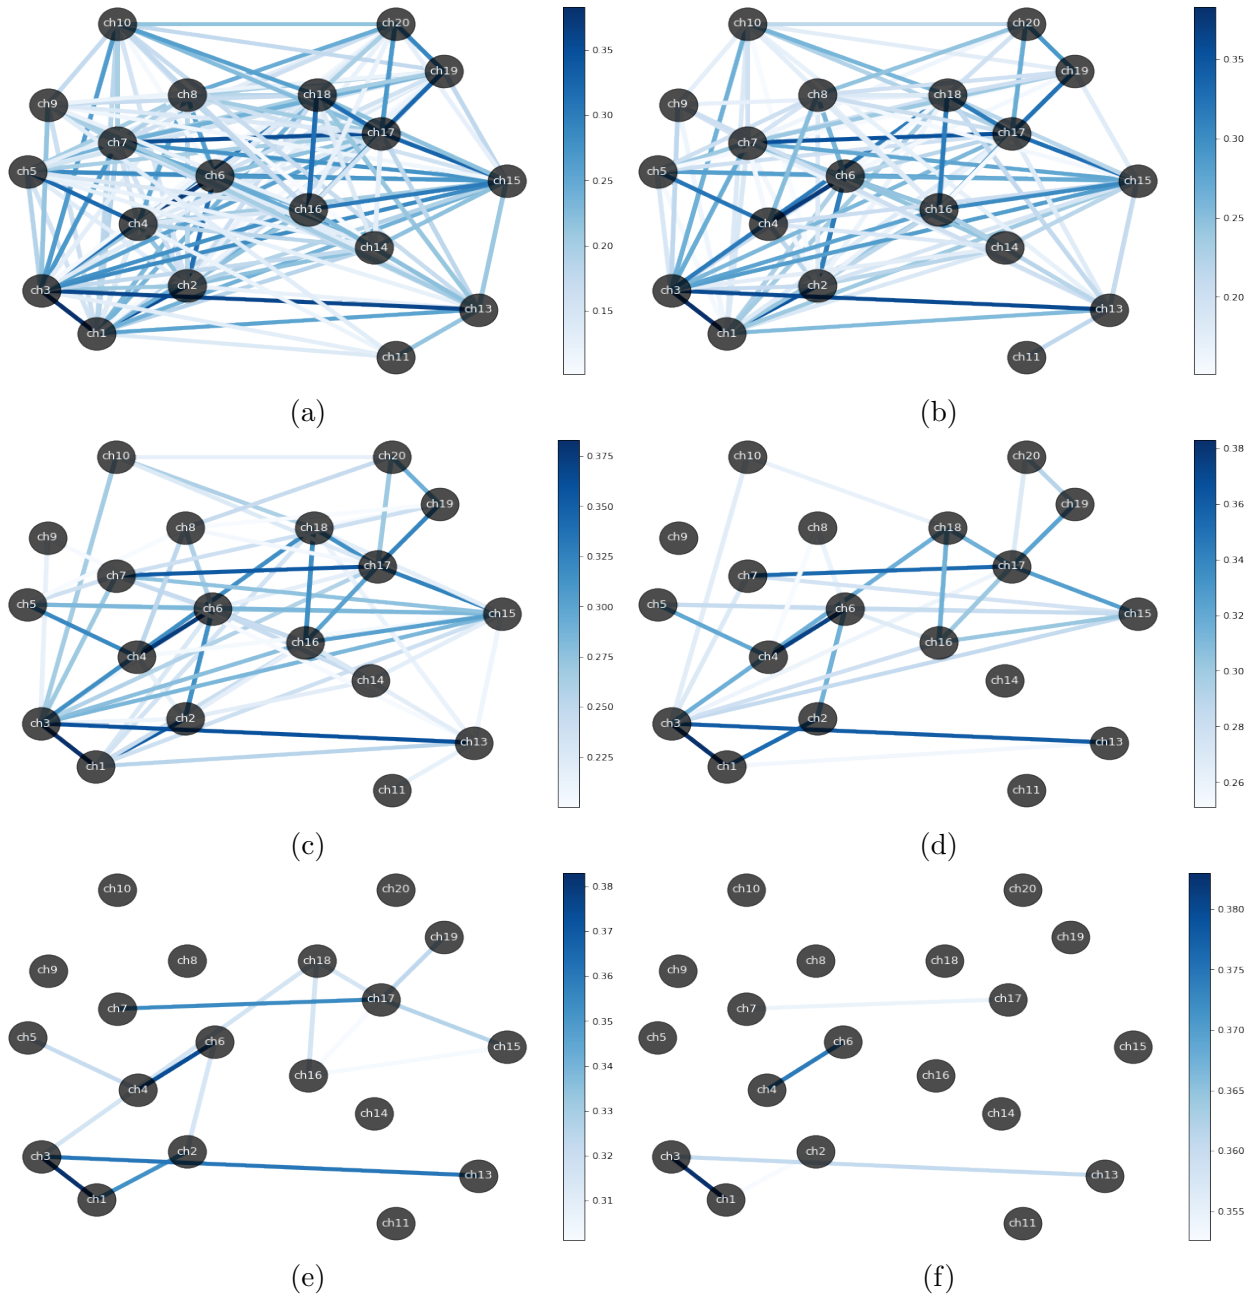 ch10
ch20
ch19
ch9
ch8
ch18
ch17
ch7
ch5
ch6
ch15
ch16
ch4
ch14
ch3
ch2
ch13
ch1
ch11
0.35
0.30
0.25
0.20
0.15
(a)
ch10
ch20
ch19
ch9
ch8
ch18
ch17
ch7
ch5
ch6
ch15
ch16
ch4
ch14
ch3
ch2
ch13
ch1
ch11
0.35
0.30
0.25
0.20
(b)
ch10
ch20
ch19
ch9
ch8
ch18
ch17
ch7
ch5
ch6
ch15
ch16
ch4
ch14
ch3
ch2
ch13
ch1
ch11
0.375
0.350
0.325
0.300
0.275
0.250
0.225
(c)
ch10
ch20
ch19
ch9
ch8
ch18
ch17
ch7
ch5
ch6
ch15
ch16
ch4
ch14
ch3
ch2
ch13
ch1
ch11
0.38
0.36
0.34
0.32
0.30
0.28
0.26
(d)
ch10
ch20
ch19
ch9
ch8
ch18
ch17
ch7
ch5
ch6
ch15
ch16
ch4
ch14
ch3
ch2
ch13
ch1
ch11
0.38
0.37
0.36
0.35
0.34
0.33
0.32
0.31
(e)
ch10
ch20
ch19
ch9
ch8
ch18
ch17
ch7
ch5
ch6
ch15
ch16
ch4
ch14
ch3
ch2
ch13
ch1
ch11
0.380
0.375
0.370
0.365
0.360
0.355
(f)